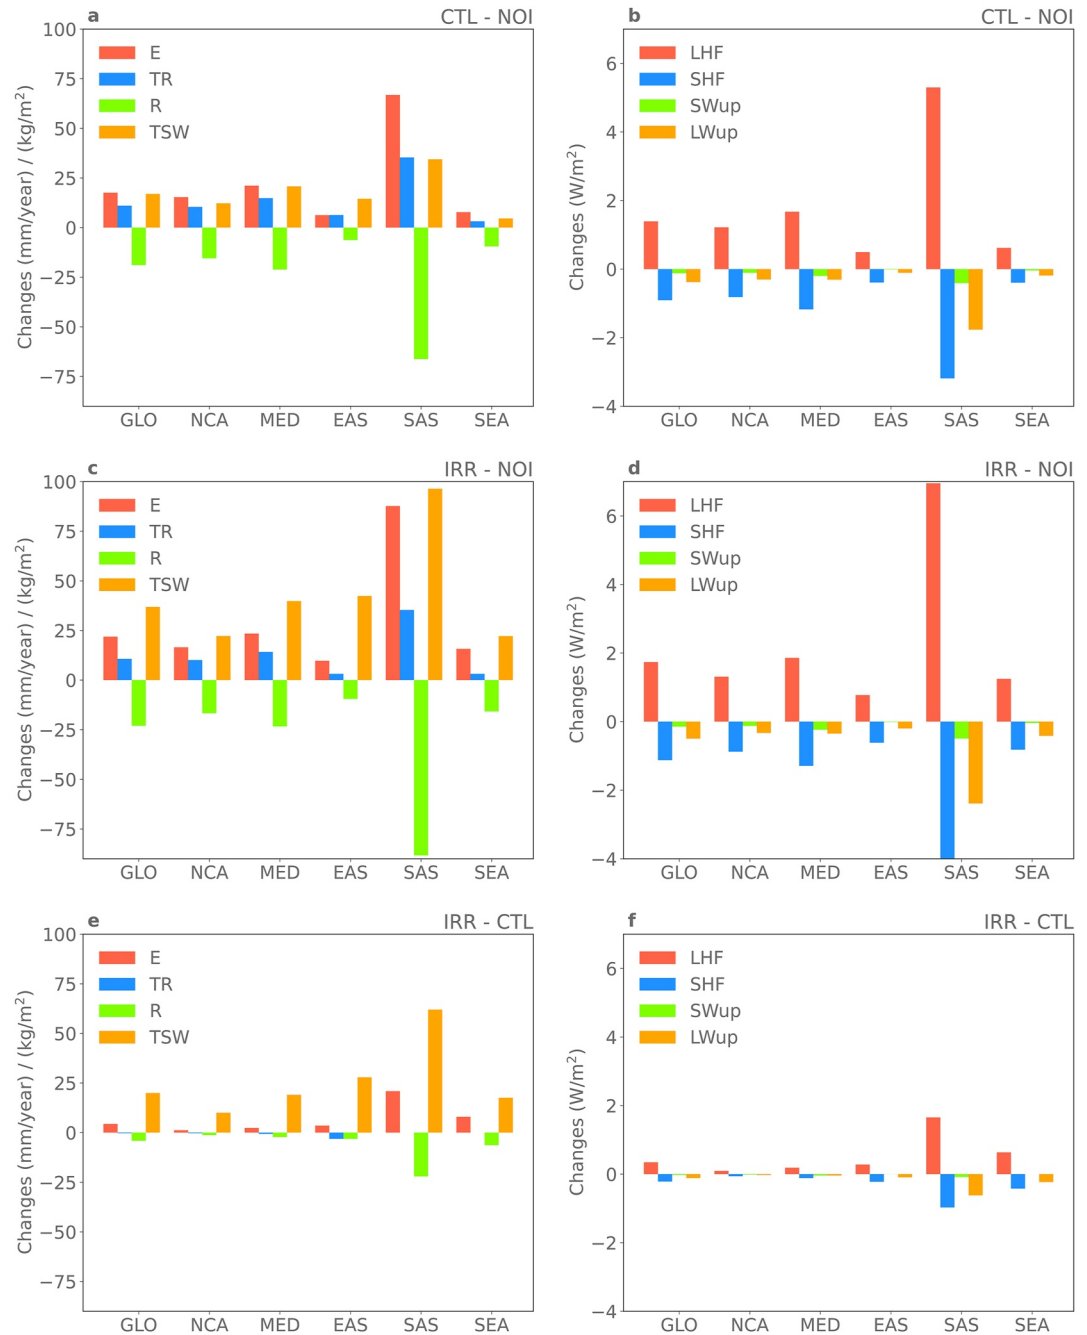 a CTL - NOI
100
75
50
25
0
−25
−50
−75
Changes (mm/year) / (kg/m²)
E
TR
R
TSW
GLO NCA MED EAS SAS SEA
b CTL - NOI
6
4
2
0
−2
−4
Changes (W/m²)
LHF
SHF
SWup
LWup
GLO NCA MED EAS SAS SEA
c IRR - NOI
100
75
50
25
0
−25
−50
−75
Changes (mm/year) / (kg/m²)
E
TR
R
TSW
GLO NCA MED EAS SAS SEA
d IRR - NOI
6
4
2
0
−2
−4
Changes (W/m²)
LHF
SHF
SWup
LWup
GLO NCA MED EAS SAS SEA
e IRR - CTL
100
75
50
25
0
−25
−50
−75
Changes (mm/year) / (kg/m²)
E
TR
R
TSW
GLO NCA MED EAS SAS SEA
f IRR - CTL
6
4
2
0
−2
−4
Changes (W/m²)
LHF
SHF
SWup
LWup
GLO NCA MED EAS SAS SEA